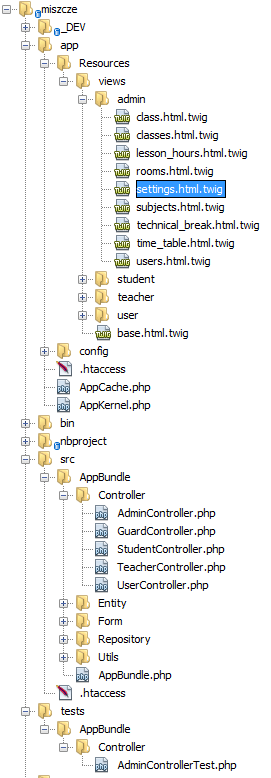 miszcze
_DEV
app
Resources
views
admin
class.html.twig
classes.html.twig
lesson_hours.html.twig
rooms.html.twig
settings.html.twig
subjects.html.twig
technical_break.html.twig
time_table.html.twig
users.html.twig
student
teacher
user
base.html.twig
config
.htaccess
AppCache.php
AppKernel.php
bin
nbproject
src
AppBundle
Controller
AdminController.php
GuardController.php
StudentController.php
TeacherController.php
UserController.php
Entity
Form
Repository
Utils
AppBundle.php
.htaccess
tests
AppBundle
Controller
AdminControllerTest.php